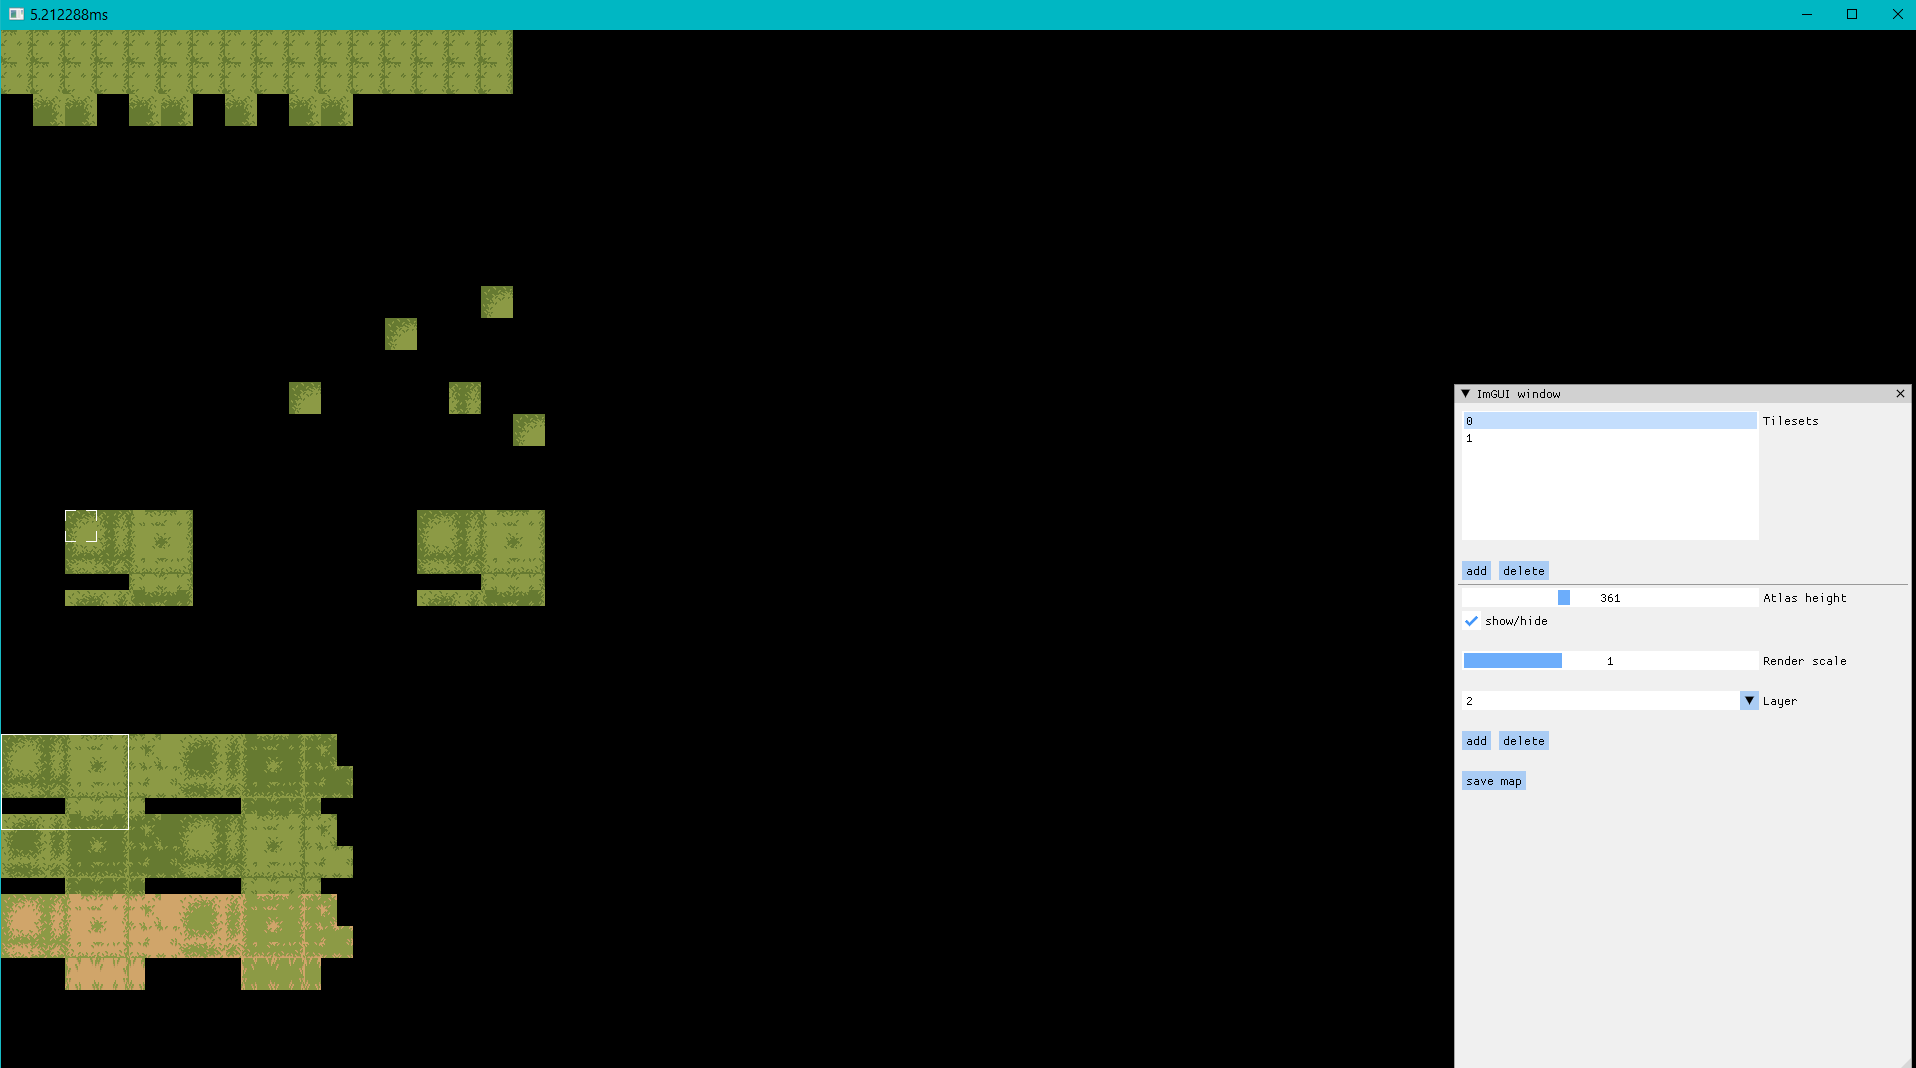 5.212288ms
ImGUI window
0 Tilesets
1
add delete
361 Atlas height
show/hide
1 Render scale
2 Layer
add delete
save map